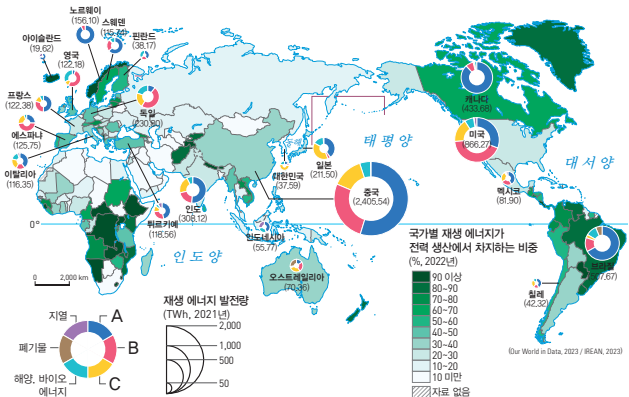 노르웨이
(156.10)
스웨덴
(115.74)
핀란드
(38.17)
아이슬란드
(19.62)
영국
(122.18)
프랑스
(122.38)
독일
(230.80)
에스파냐
(125.75)
이탈리아
(116.35)
튀르키예
(118.56)
인도
(308.12)
대한민국
(37.59)
일본
(211.50)
중국
(2,405.54)
인도네시아
(55.77)
오스트레일리아
(70.36)
캐나다
(433.68)
미국
(866.27)
멕시코
(81.90)
브라질
칠레
(42.32)
태평양
대서양
인도양
0°
0 2,000 km
재생 에너지 발전량
(TWh, 2021년)
2,000
1,000
500
50
지열
A
폐기물
B
해양, 바이오
에너지
C
국가별 재생 에너지가
전력 생산에서 차지하는 비중
(%, 2022년)
90 이상
80~90
70~80
60~70
50~60
40~50
30~40
20~30
10~20
10 미만
자료 없음
(Our World in Data, 2023 / IREAN, 2023)